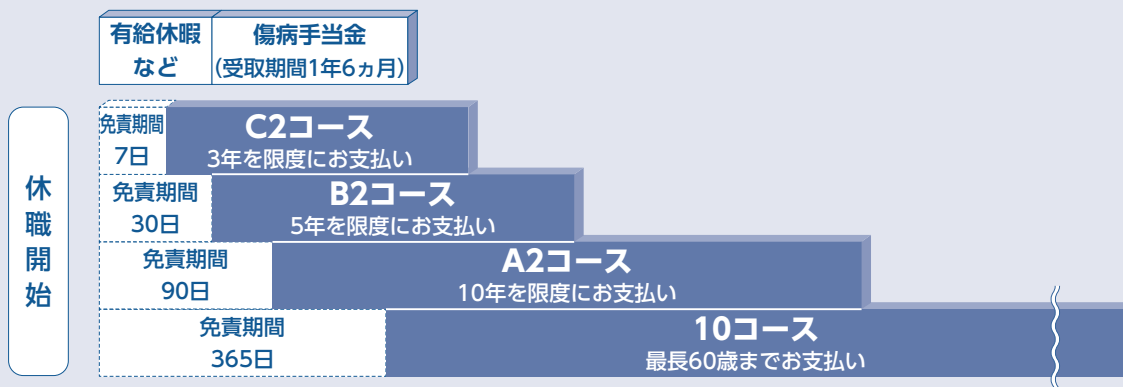 有給休暇
など
傷病手当金
(受取期間1年6ヵ月)
休職開始
免責期間
7日
C2コース
3年を限度にお支払い
免責期間
30日
B2コース
5年を限度にお支払い
免責期間
90日
A2コース
10年を限度にお支払い
免責期間
365日
10コース
最長60歳までお支払い